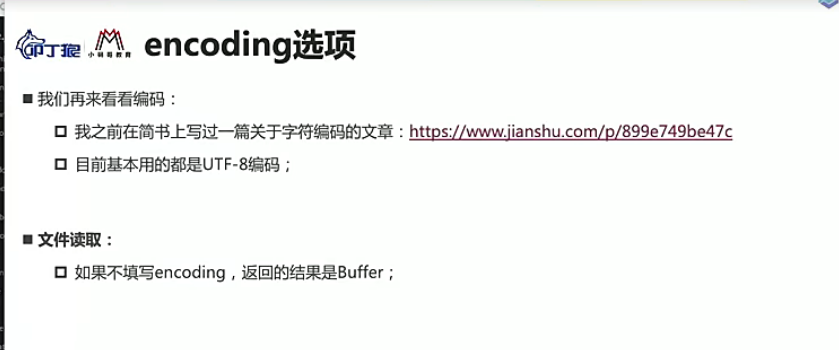 叩丁狼 小码哥教育 encoding选项
我们再来看看编码：
我之前在简书上写过一篇关于字符编码的文章：https://www.jianshu.com/p/899e749be47c
目前基本用的都是UTF-8编码；
文件读取：
如果不填写encoding，返回的结果是Buffer；